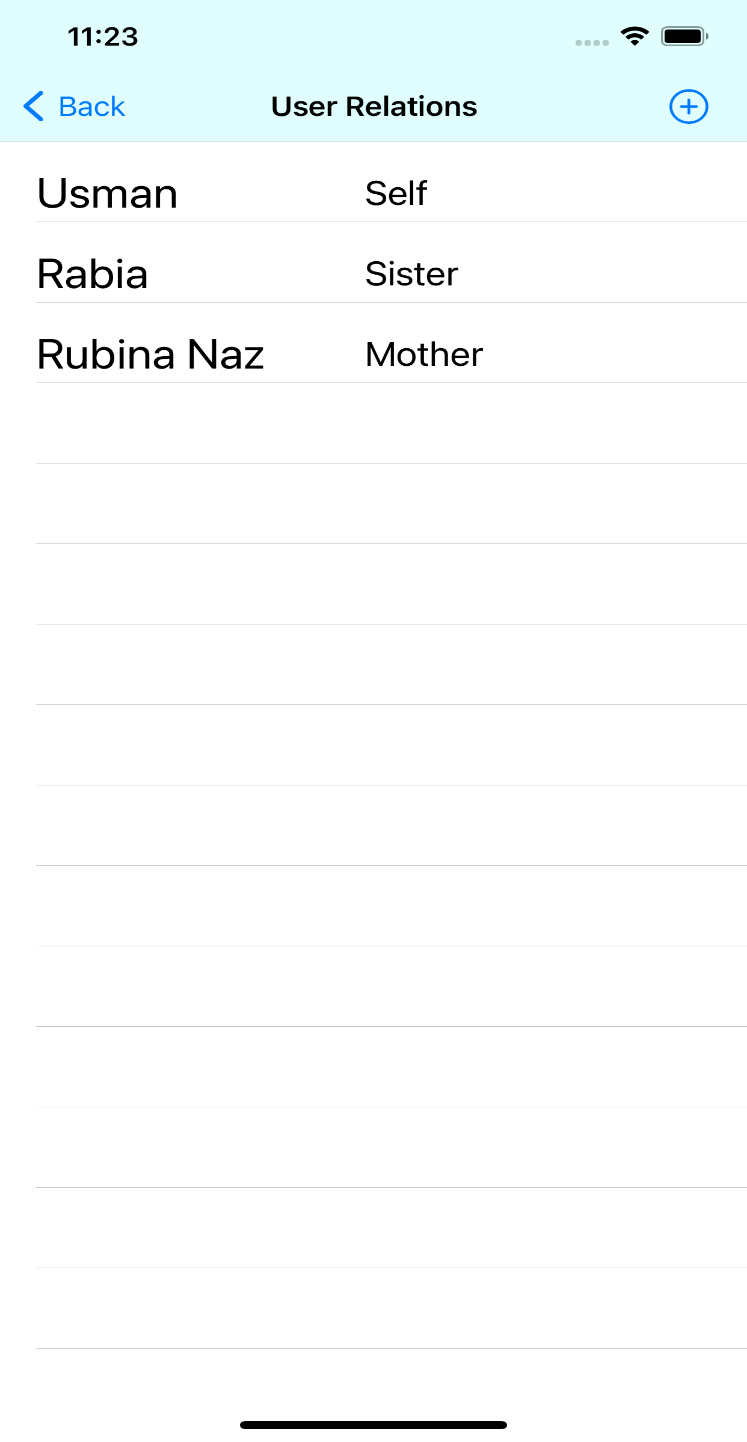 11:23
Back User Relations
Usman Self
Rabia Sister
Rubina Naz Mother